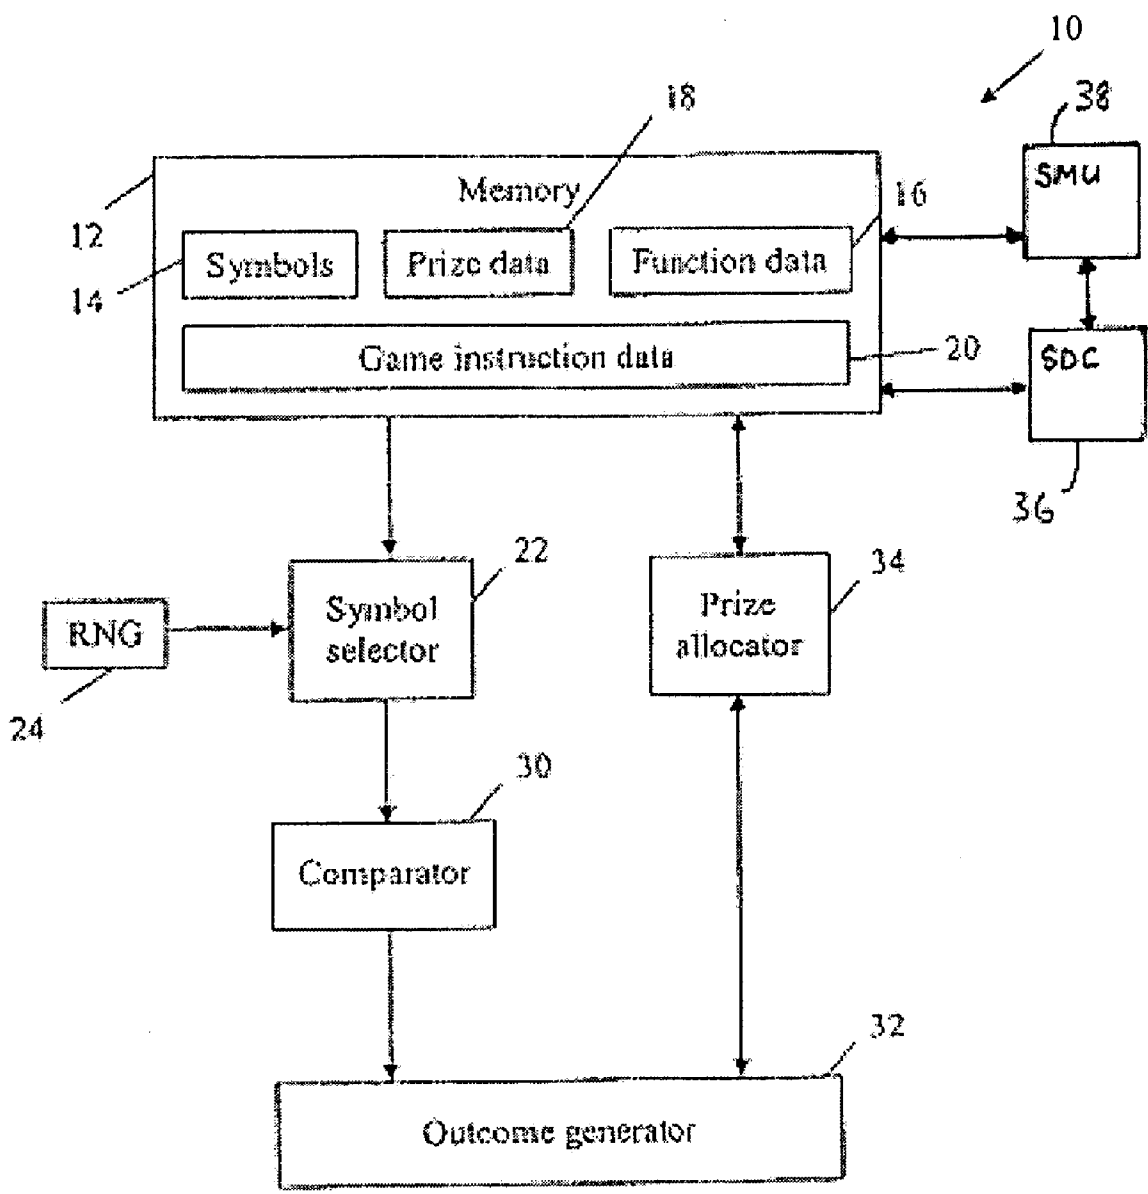 10
18
38
SMU
Memory
16
12
Symbols
Prize data
Function data
14
Game instruction data
20
SDC
36
22
34
Symbol
selector
Prize
allocator
RNG
24
30
Comparator
32
Outcome generator